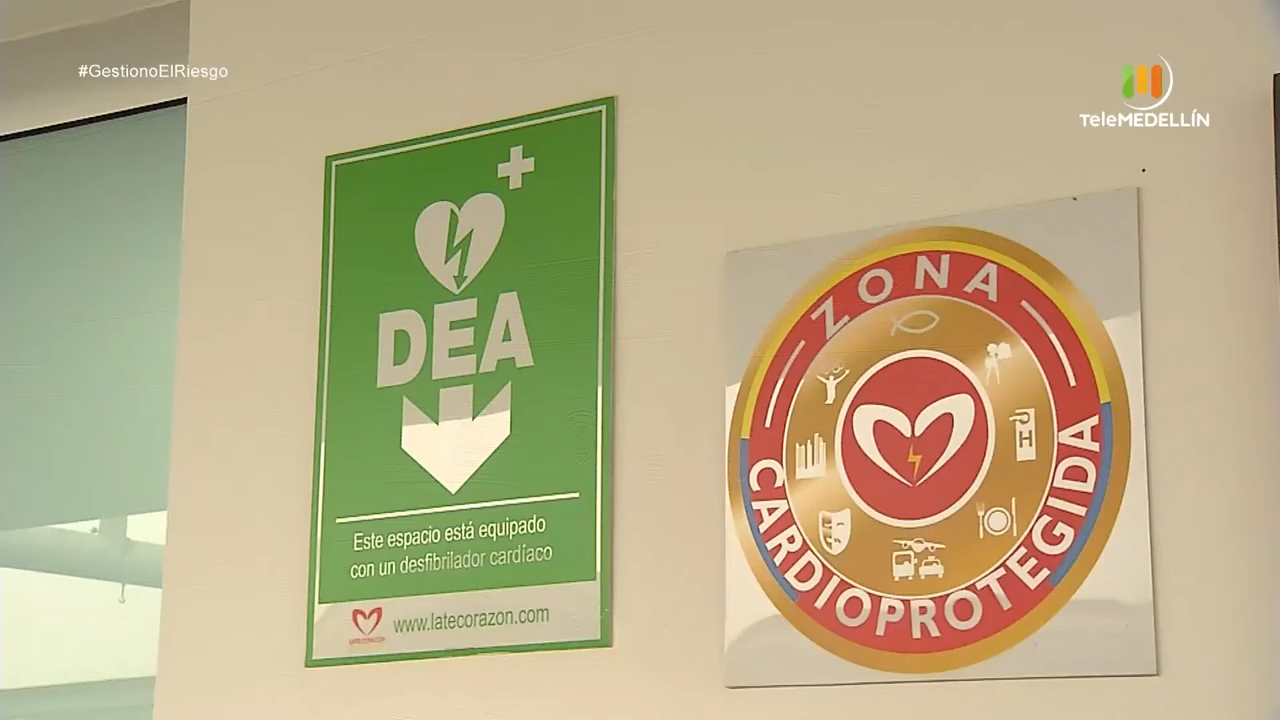 #GestionoElRiesgo
TeleMEDELLÍN
DEA
Este espacio está equipado
con un desfibrilador cardíaco
www.latecorazon.com
ZONA
CARDIOPROTEGIDA
H